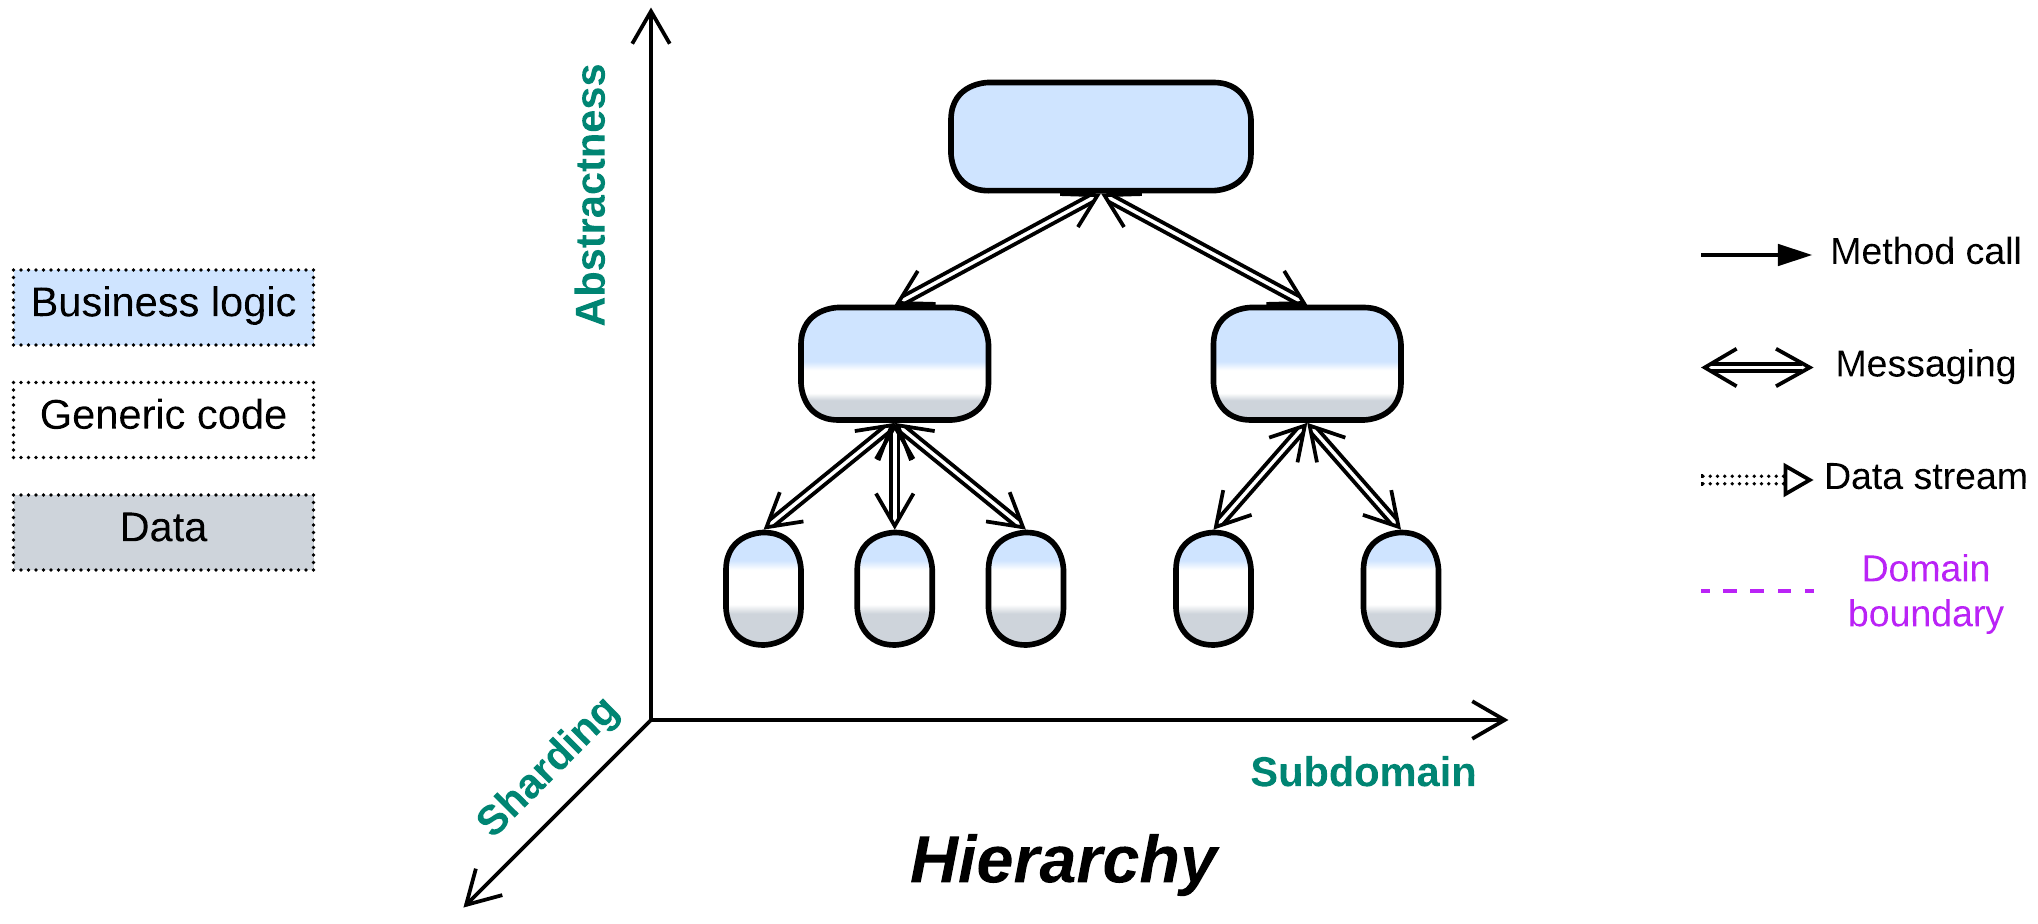 Abstractness
Business logic
Generic code
Data
Method call
Messaging
Data stream
Domain
boundary
Sharding
Subdomain
Hierarchy